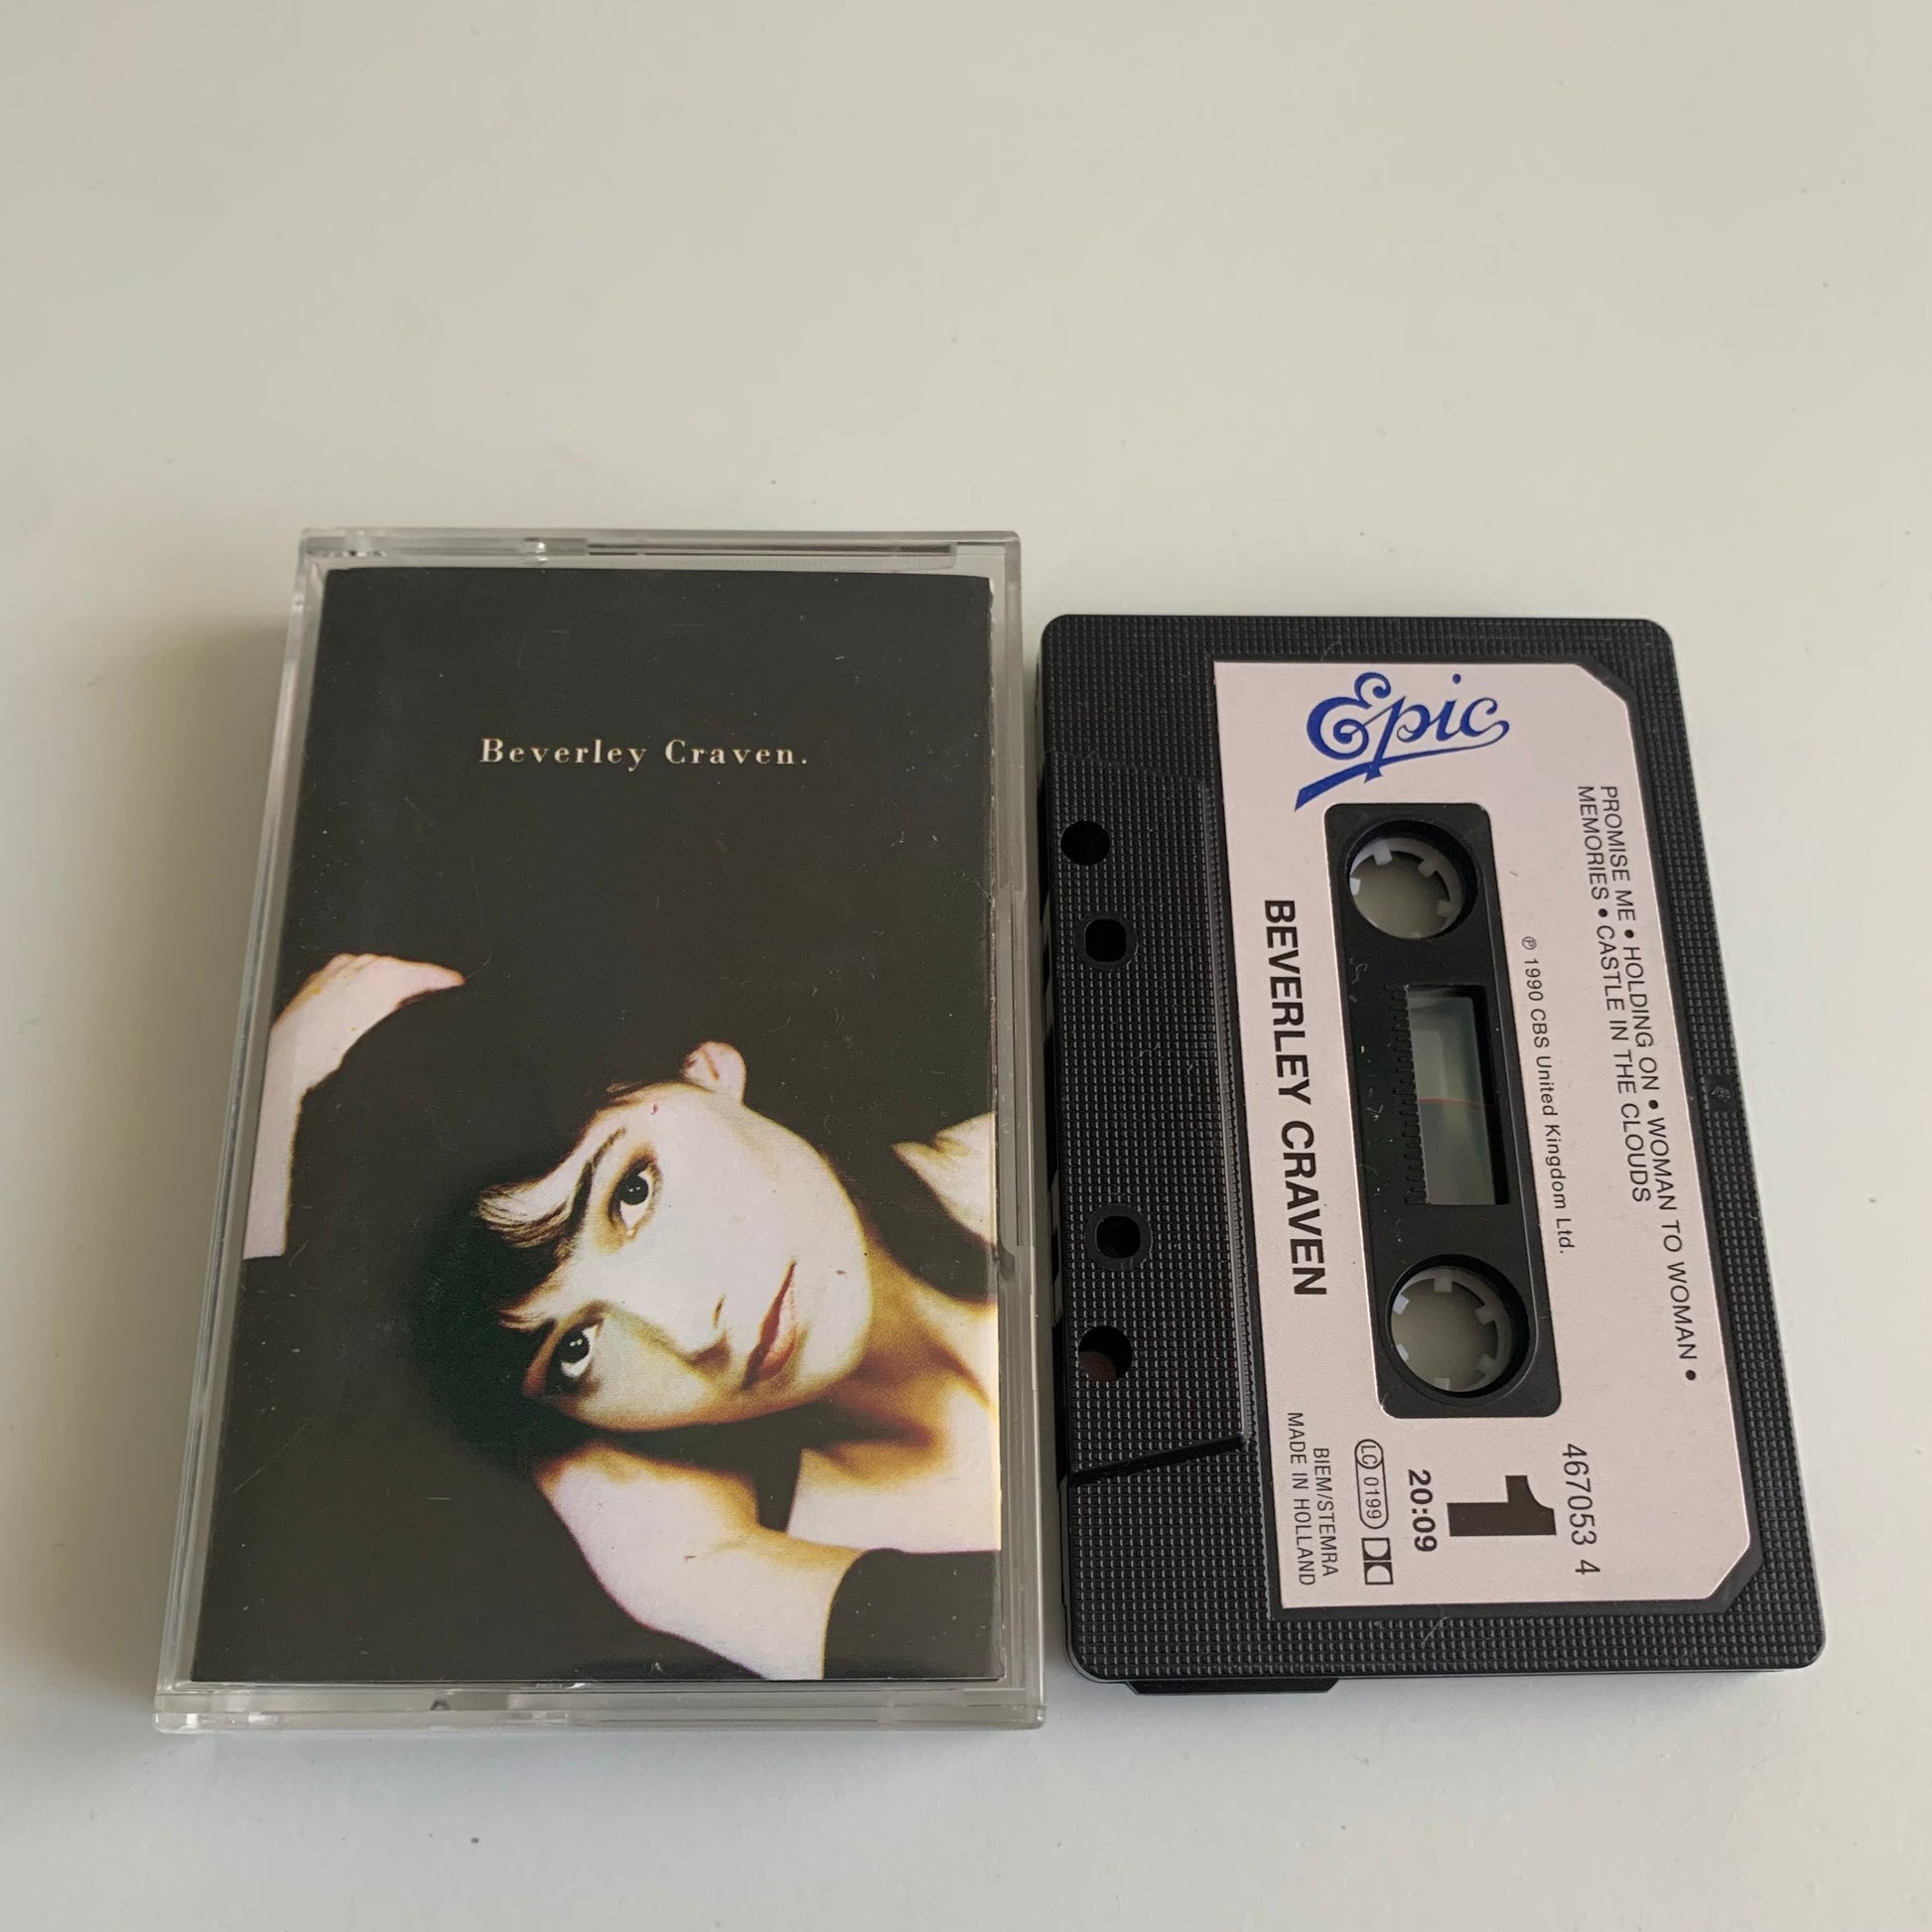 Beverley Craven.
Epic
PROMISE ME • HOLDING ON • WOMAN TO WOMAN •
MEMORIES • CASTLE IN THE CLOUDS
℗ 1990 CBS United Kingdom Ltd.
BEVERLEY CRAVEN
467053 4
1
20:09
LC 0199
BIEM/STEMRA
MADE IN HOLLAND